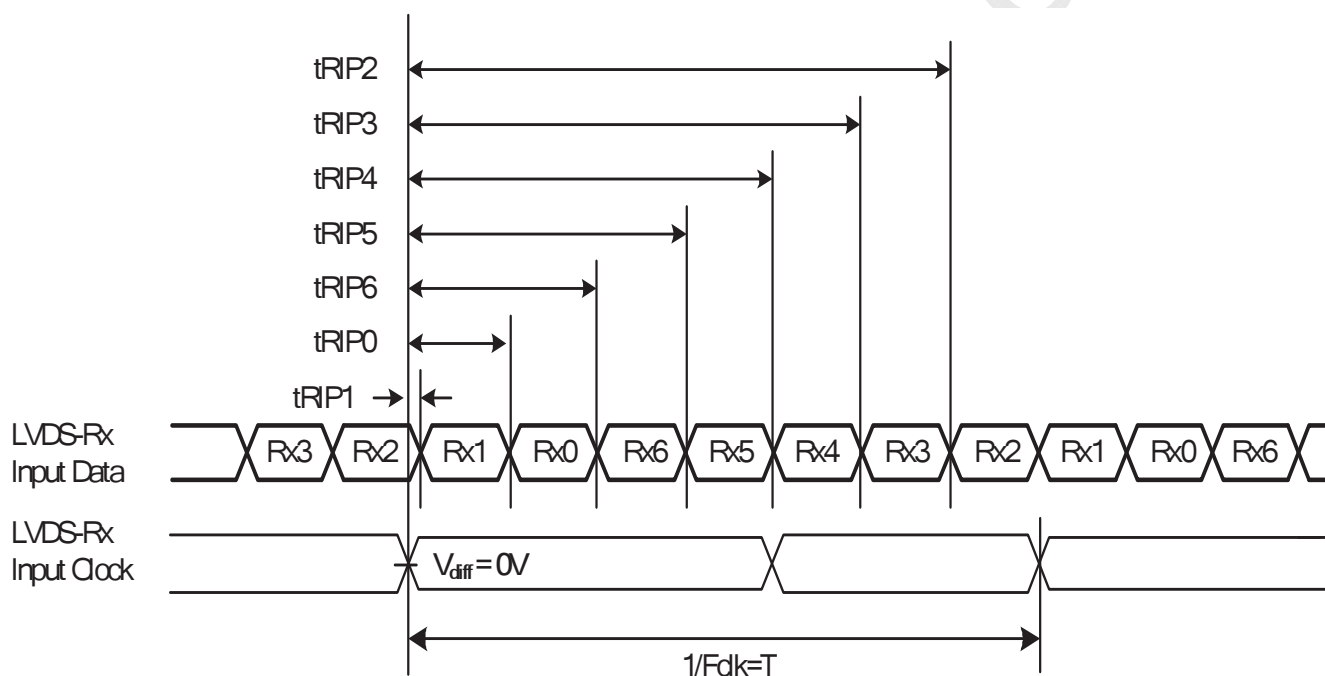 tRIP2
tRIP3
tRIP4
tRIP5
tRIP6
tRIP0
tRIP1
LVDS-Rx
Input Data
Rx3 Rx2 Rx1 Rx0 Rx6 Rx5 Rx4 Rx3 Rx2 Rx1 Rx0 Rx6
LVDS-Rx
Input Clock
Vdiff = 0V
1/Fclk=T